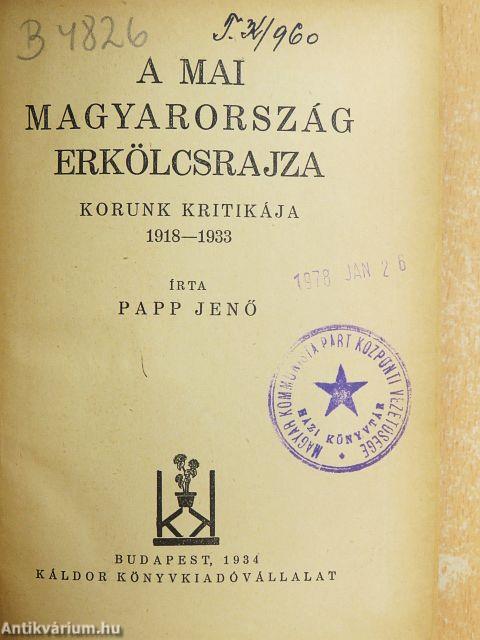 B 4826
T.K/960
A MAI
MAGYARORSZÁG
ERKÖLCSRAJZA
KORUNK KRITIKÁJA
1918—1933
1978 JAN 26
ÍRTA
PAPP JENŐ
MAGYAR KOMMUNISTA PÁRT KÖZPONTI VEZETŐSÉGE
HÁZI KÖNYVTÁR
BUDAPEST, 1934
KÁLDOR KÖNYVKIADÓVÁLLALAT
Antikvárium.hu